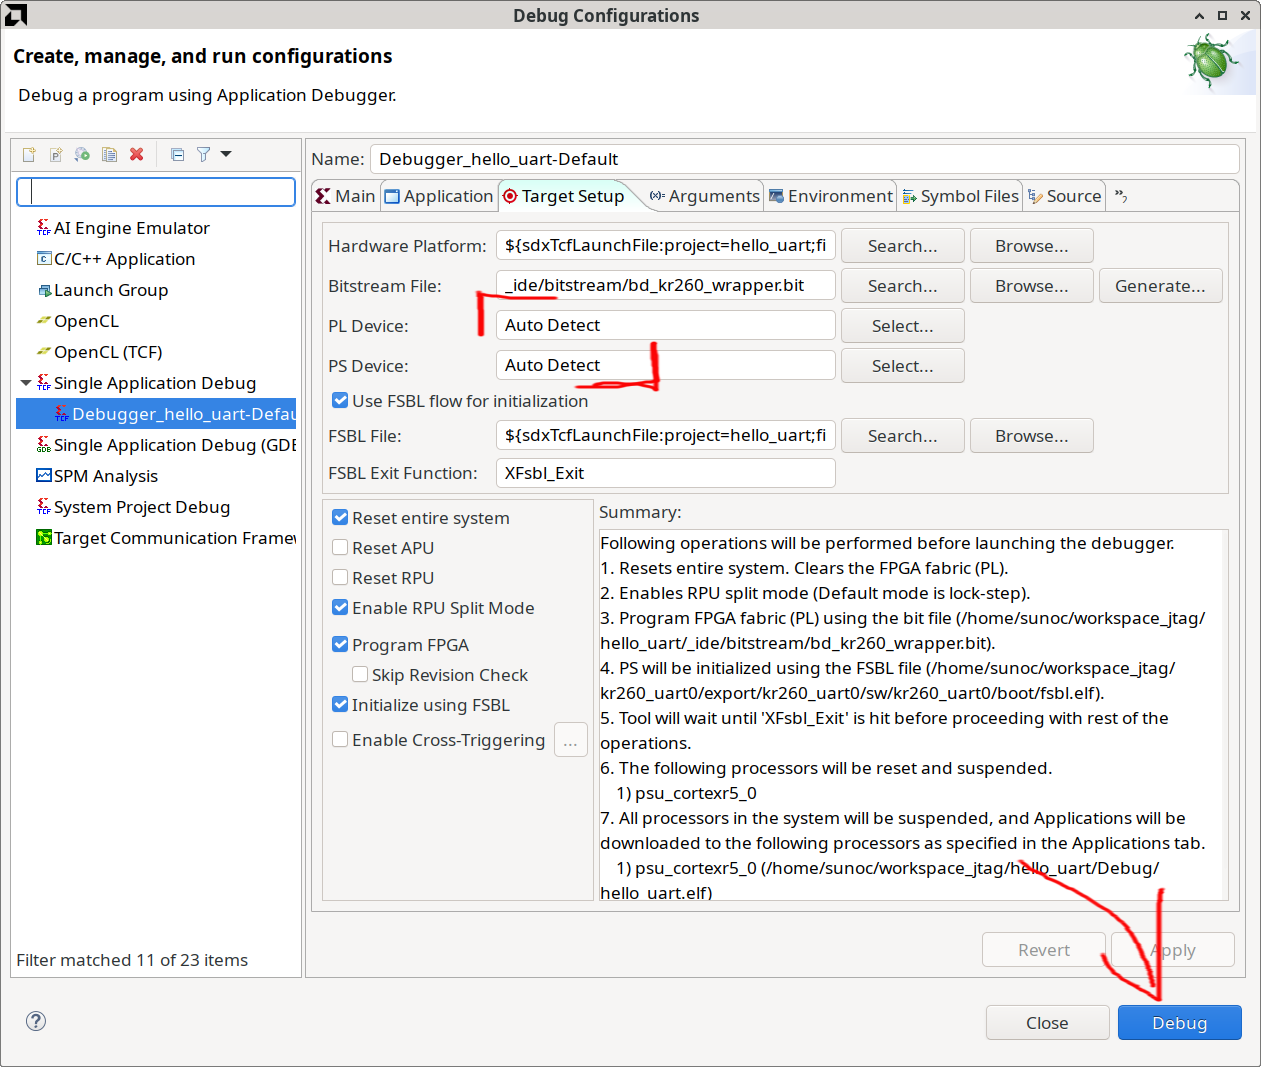 Debug Configurations
Create, manage, and run configurations
Debug a program using Application Debugger.
Name: Debugger_hello_uart-Default
Main Application Target Setup (x)= Arguments Environment Symbol Files Source »₂
AI Engine Emulator
C/C++ Application
Launch Group
OpenCL
OpenCL (TCF)
Single Application Debug
Debugger_hello_uart-Defau
Single Application Debug (GDB
SPM Analysis
System Project Debug
Target Communication Framew
Filter matched 11 of 23 items
Hardware Platform: ${sdxTcfLaunchFile:project=hello_uart;fi Search... Browse...
Bitstream File: _ide/bitstream/bd_kr260_wrapper.bit Search... Browse... Generate...
PL Device: Auto Detect Select...
PS Device: Auto Detect Select...
Use FSBL flow for initialization
FSBL File: ${sdxTcfLaunchFile:project=hello_uart;fi Search... Browse...
FSBL Exit Function: XFsbl_Exit
Reset entire system
Reset APU
Reset RPU
Enable RPU Split Mode
Program FPGA
Skip Revision Check
Initialize using FSBL
Enable Cross-Triggering ...
Summary:
Following operations will be performed before launching the debugger.
1. Resets entire system. Clears the FPGA fabric (PL).
2. Enables RPU split mode (Default mode is lock-step).
3. Program FPGA fabric (PL) using the bit file (/home/sunoc/workspace_jtag/
hello_uart/_ide/bitstream/bd_kr260_wrapper.bit).
4. PS will be initialized using the FSBL file (/home/sunoc/workspace_jtag/
kr260_uart0/export/kr260_uart0/sw/kr260_uart0/boot/fsbl.elf).
5. Tool will wait until 'XFsbl_Exit' is hit before proceeding with rest of the
operations.
6. The following processors will be reset and suspended.
1) psu_cortexr5_0
7. All processors in the system will be suspended, and Applications will be
downloaded to the following processors as specified in the Applications tab.
1) psu_cortexr5_0 (/home/sunoc/workspace_jtag/hello_uart/Debug/
hello_uart.elf)
Revert Apply
Close Debug